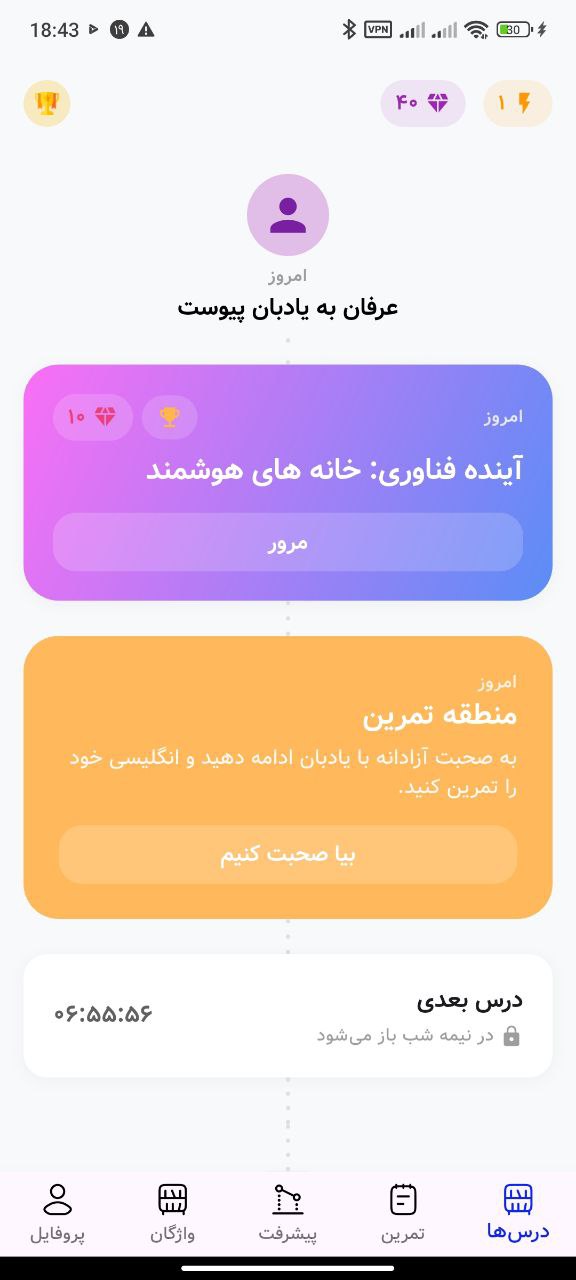 18:43
۱۹
VPN
30
۱
۴۰
امروز
عرفان به یادبان پیوست
امروز
۱۰
آینده فناوری: خانه های هوشمند
مرور
امروز
منطقه تمرین
به صحبت آزادانه با یادبان ادامه دهید و انگلیسی خود
را تمرین کنید.
بیا صحبت کنیم
درس بعدی
در نیمه شب باز می‌شود
۰۶:۵۵:۵۶
درس‌ها
تمرین
پیشرفت
واژگان
پروفایل